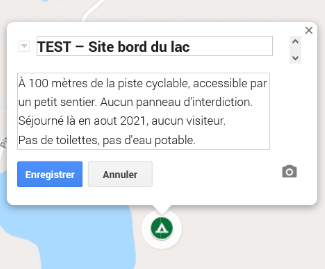 TEST – Site bord du lac
À 100 mètres de la piste cyclable, accessible par
un petit sentier. Aucun panneau d'interdiction.
Séjourné là en aout 2021, aucun visiteur.
Pas de toilettes, pas d'eau potable.
Enregistrer Annuler